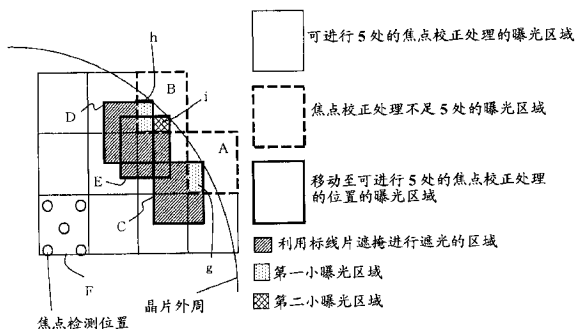 h
可进行5处的焦点校正处理的曝光区域
B
i
D
焦点校正处理不足5处的曝光区域
A
E
移动至可进行5处的焦点校正处理
的位置的曝光区域
C
利用标线片遮掩进行遮光的区域
g
第一小曝光区域
F
晶片外周
第二小曝光区域
焦点检测位置